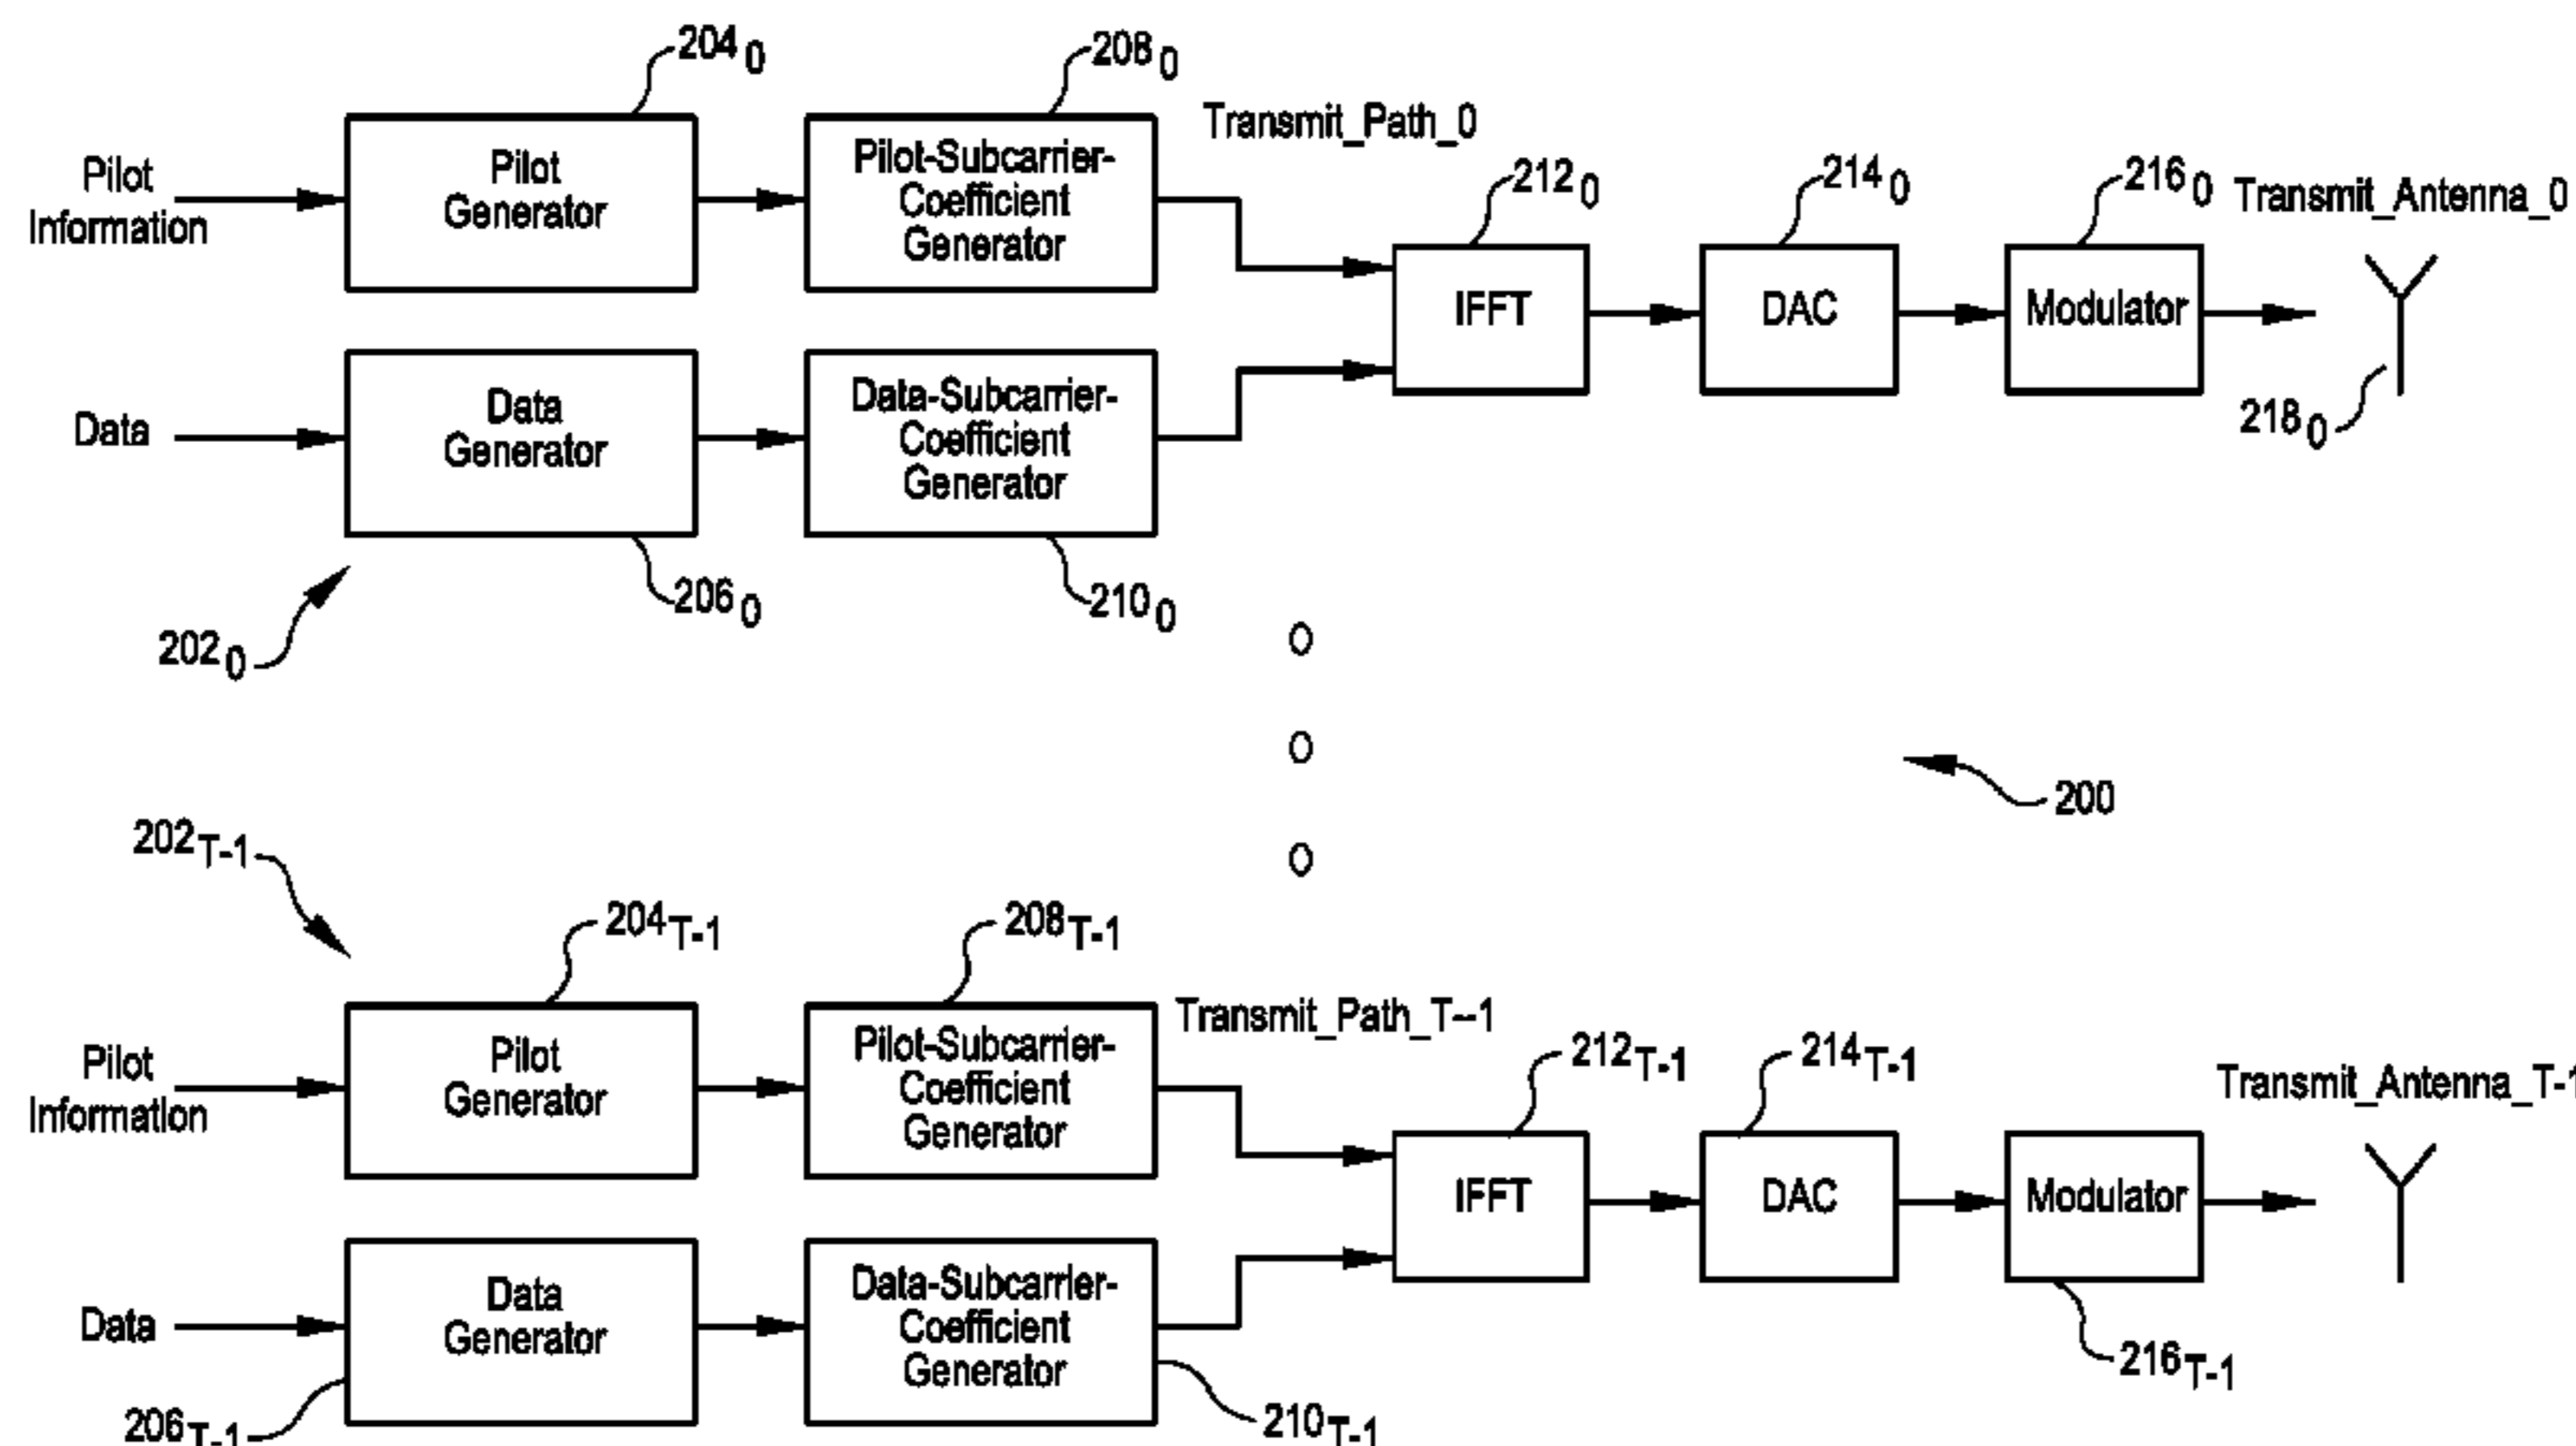 204 0
208 0
Transmit_Path_0
Pilot
Information
Pilot
Generator
Pilot-Subcarrier-
Coefficient
Generator
212 0
214 0
216 0
Transmit_Antenna_0
IFFT
DAC
Modulator
218 0
Data
Data
Generator
Data-Subcarrier-
Coefficient
Generator
202 0
206 0
210 0
200
202 T-1
204 T-1
208 T-1
Transmit_Path_T--1
Pilot
Information
Pilot
Generator
Pilot-Subcarrier-
Coefficient
Generator
212 T-1
214 T-1
Transmit_Antenna_T-1
IFFT
DAC
Modulator
216 T-1
Data
Data
Generator
Data-Subcarrier-
Coefficient
Generator
206 T-1
210 T-1